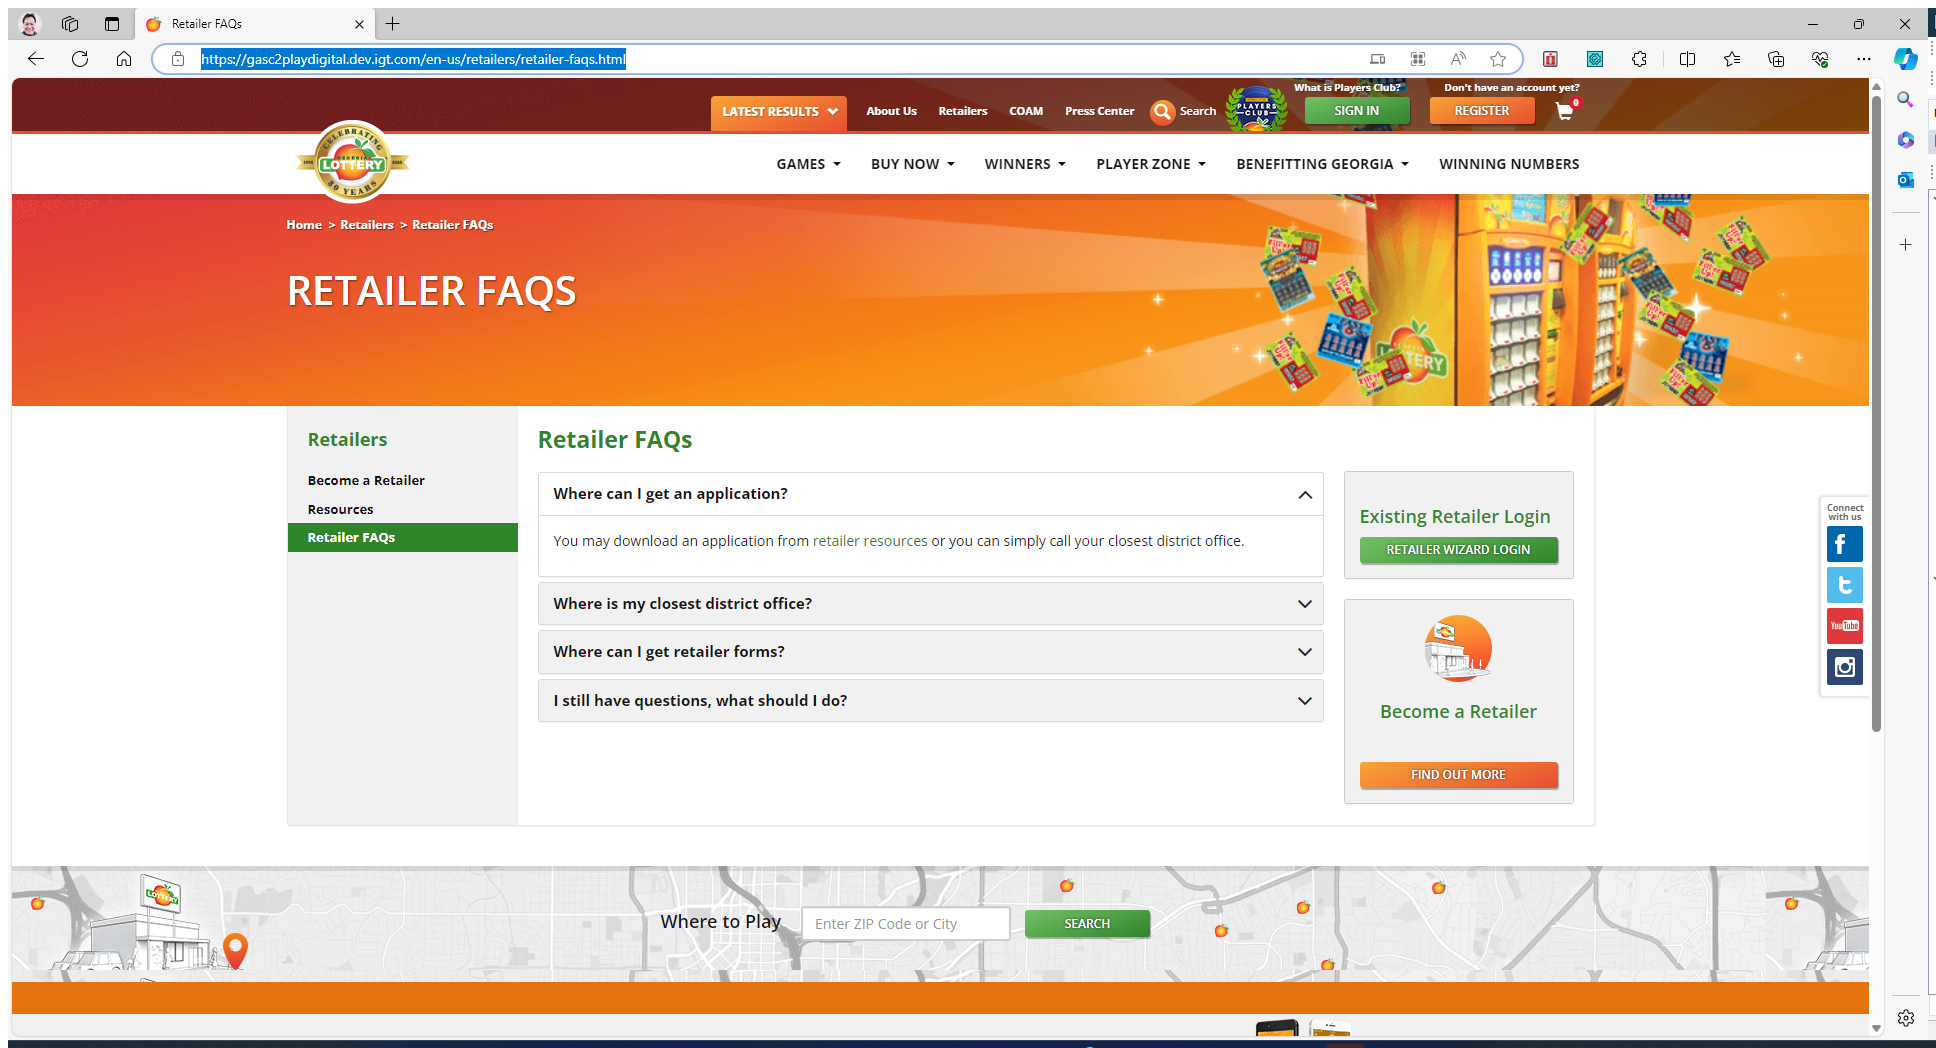 Retailer FAQs
https://gasc2playdigital.dev.igt.com/en-us/retailers/retailer-faqs.html
What is Players Club?
Don't have an account yet?
LATEST RESULTS
About Us
Retailers
COAM
Press Center
Search
PLAYERS
CLUB
SIGN IN
REGISTER
0
CELEBRATING
GEORGIA
LOTTERY
30 YEARS
GAMES
BUY NOW
WINNERS
PLAYER ZONE
BENEFITTING GEORGIA
WINNING NUMBERS
Home > Retailers > Retailer FAQs
RETAILER FAQS
LOTTERY
Retailers
Become a Retailer
Resources
Retailer FAQs
Retailer FAQs
Where can I get an application?
You may download an application from retailer resources or you can simply call your closest district office.
Where is my closest district office?
Where can I get retailer forms?
I still have questions, what should I do?
Existing Retailer Login
RETAILER WIZARD LOGIN
Become a Retailer
FIND OUT MORE
Connect
with us
You Tube
LOTTERY
Where to Play
Enter ZIP Code or City
SEARCH